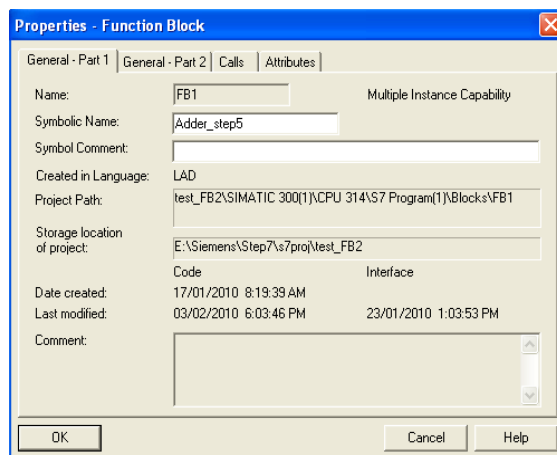 Properties - Function Block
General - Part 1 General - Part 2 Calls Attributes
Name: FB1 Multiple Instance Capability
Symbolic Name: Adder_step5
Symbol Comment:
Created in Language: LAD
Project Path: test_FB2\SIMATIC 300(1)\CPU 314\S7 Program(1)\Blocks\FB1
Storage location
of project: E:\Siemens\Step7\s7proj\test_FB2
Code Interface
Date created: 17/01/2010 8:19:39 AM
Last modified: 03/02/2010 6:03:46 PM 23/01/2010 1:03:53 PM
Comment:
OK Cancel Help